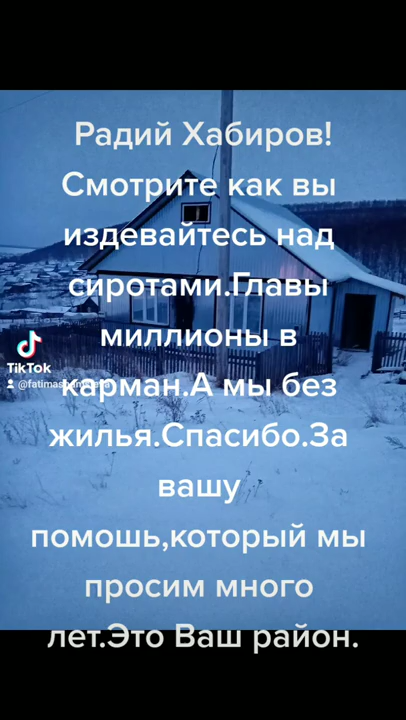 Радий Хабиров!
Смотрите как вы
издевайтесь над
сиротами.Главы
миллионы в
TikTok
карман.А мы без
жилья.Спасибо.За
вашу
помошь,который мы
просим много
лет.Это Ваш район.